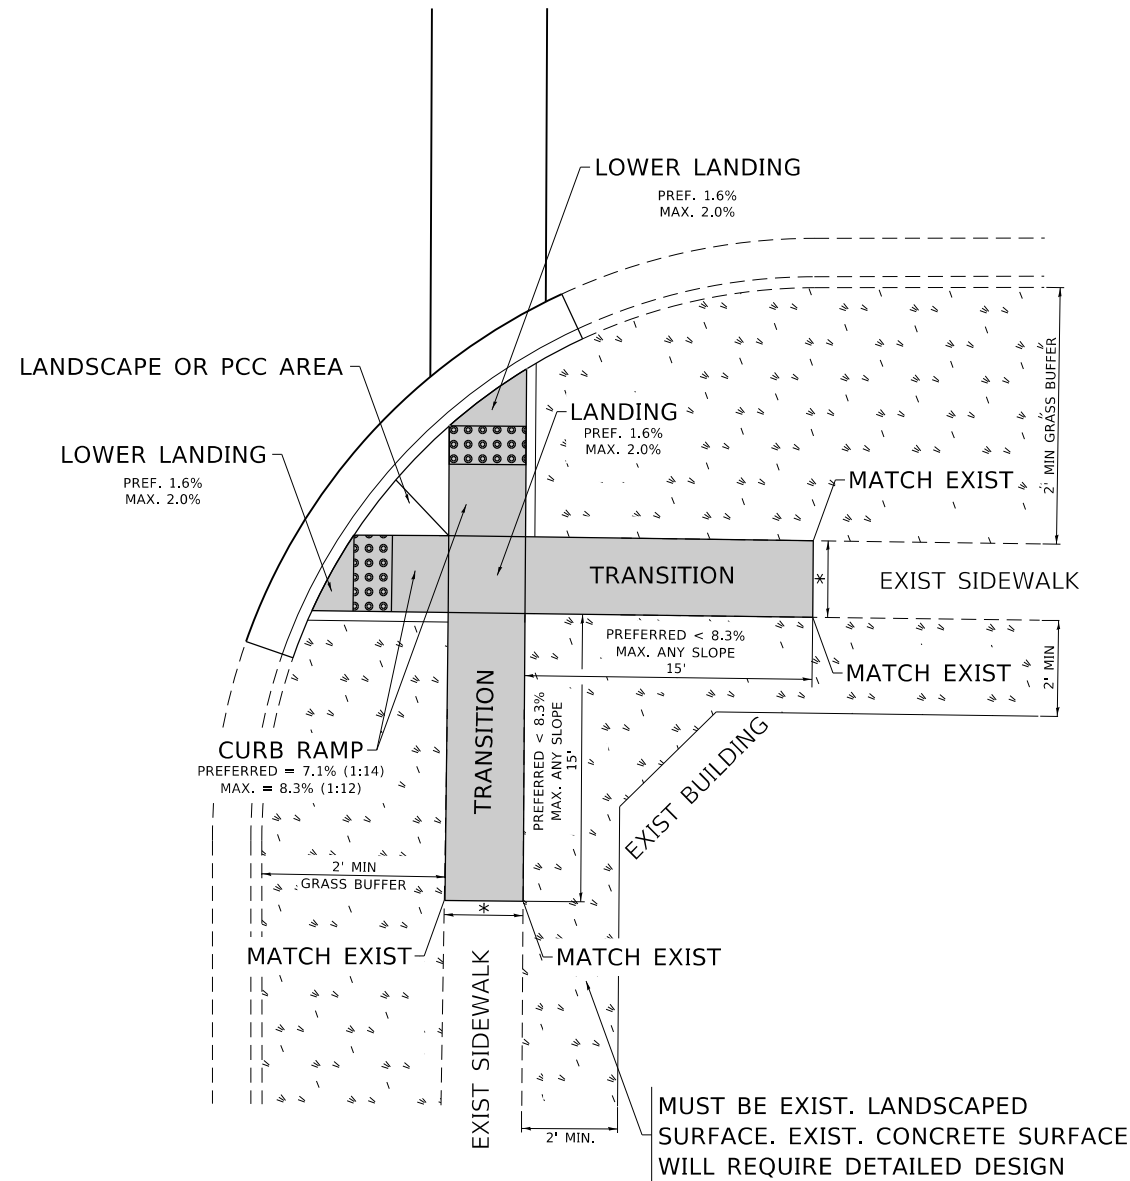 LOWER LANDING
PREF. 1.6%
MAX. 2.0%
LANDSCAPE OR PCC AREA
LANDING
PREF. 1.6%
MAX. 2.0%
LOWER LANDING
PREF. 1.6%
MAX. 2.0%
2' MIN GRASS BUFFER
MATCH EXIST
TRANSITION
*
EXIST SIDEWALK
PREFERRED < 8.3%
MAX. ANY SLOPE
15'
MATCH EXIST
2' MIN
TRANSITION
PREFERRED < 8.3%
MAX. ANY SLOPE
15'
CURB RAMP
PREFERRED = 7.1% (1:14)
MAX. = 8.3% (1:12)
EXIST BUILDING
2' MIN
GRASS BUFFER
*
MATCH EXIST
MATCH EXIST
EXIST SIDEWALK
2' MIN.
MUST BE EXIST. LANDSCAPED
SURFACE. EXIST. CONCRETE SURFACE
WILL REQUIRE DETAILED DESIGN